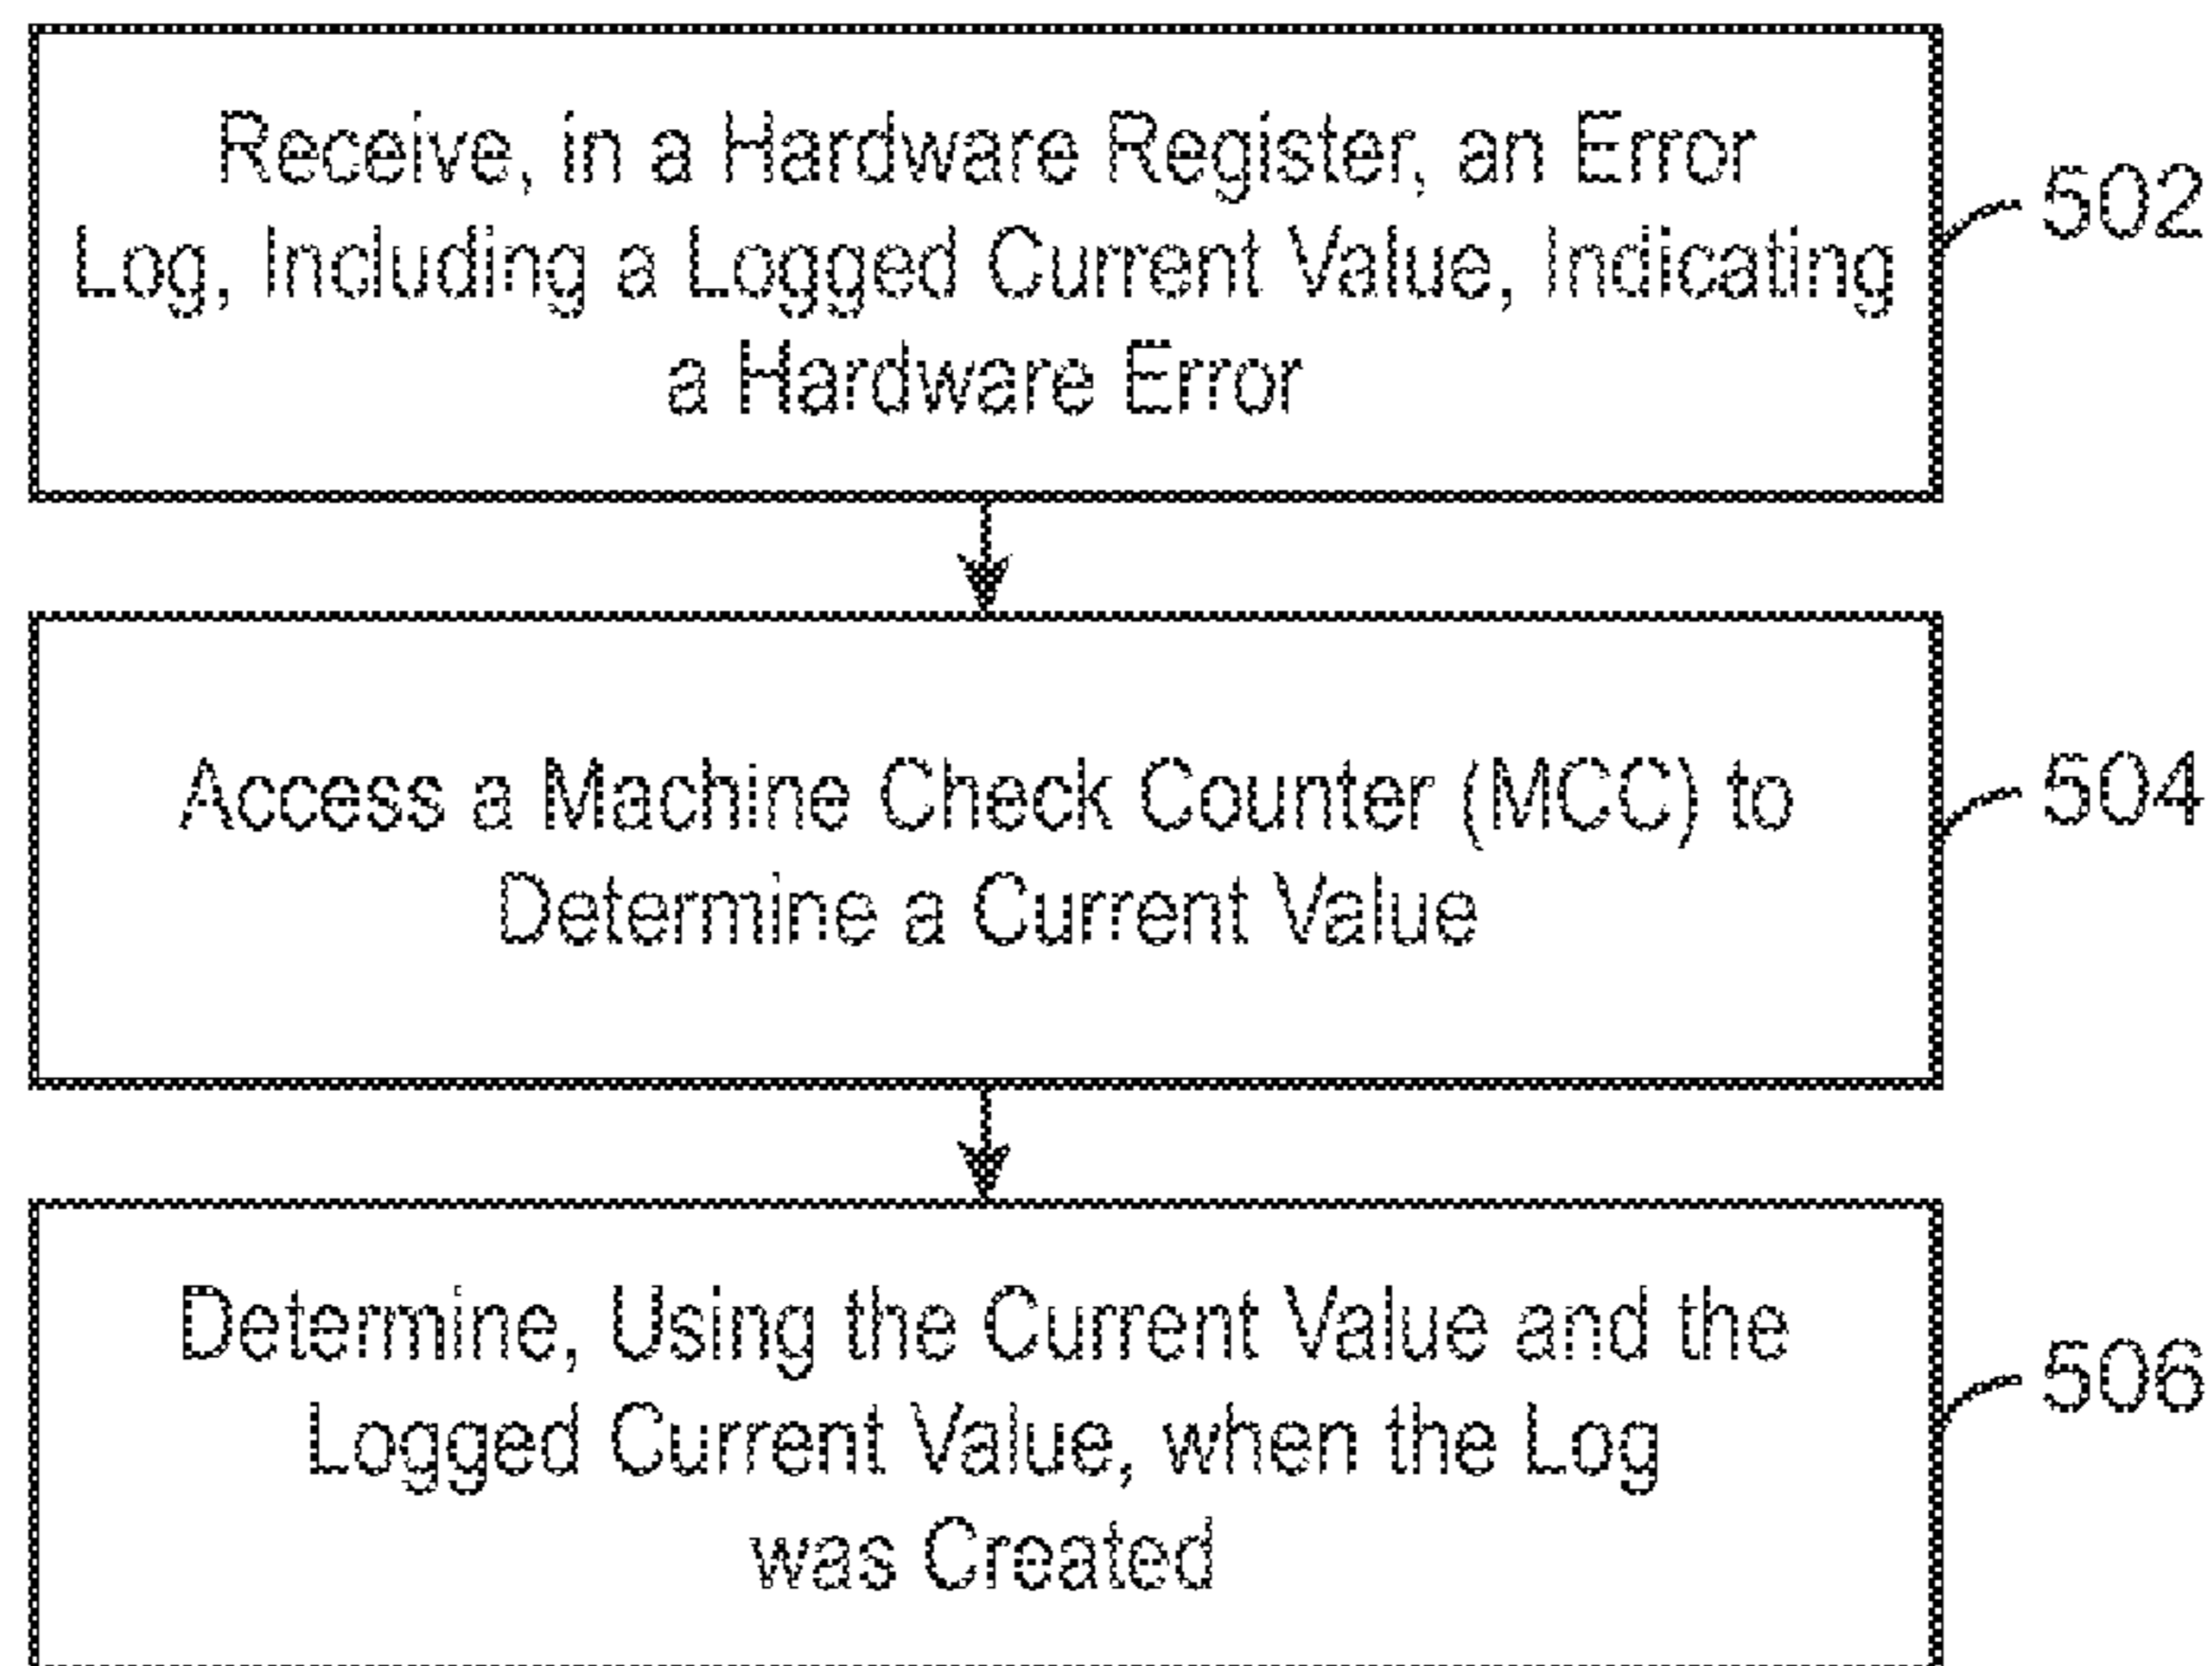 Receive, in a Hardware Register, an Error
Log, Including a Logged Current Value, Indicating
a Hardware Error
502
Access a Machine Check Counter (MCC) to
Determine a Current Value
504
Determine, Using the Current Value and the
Logged Current Value, when the Log
was Created
506